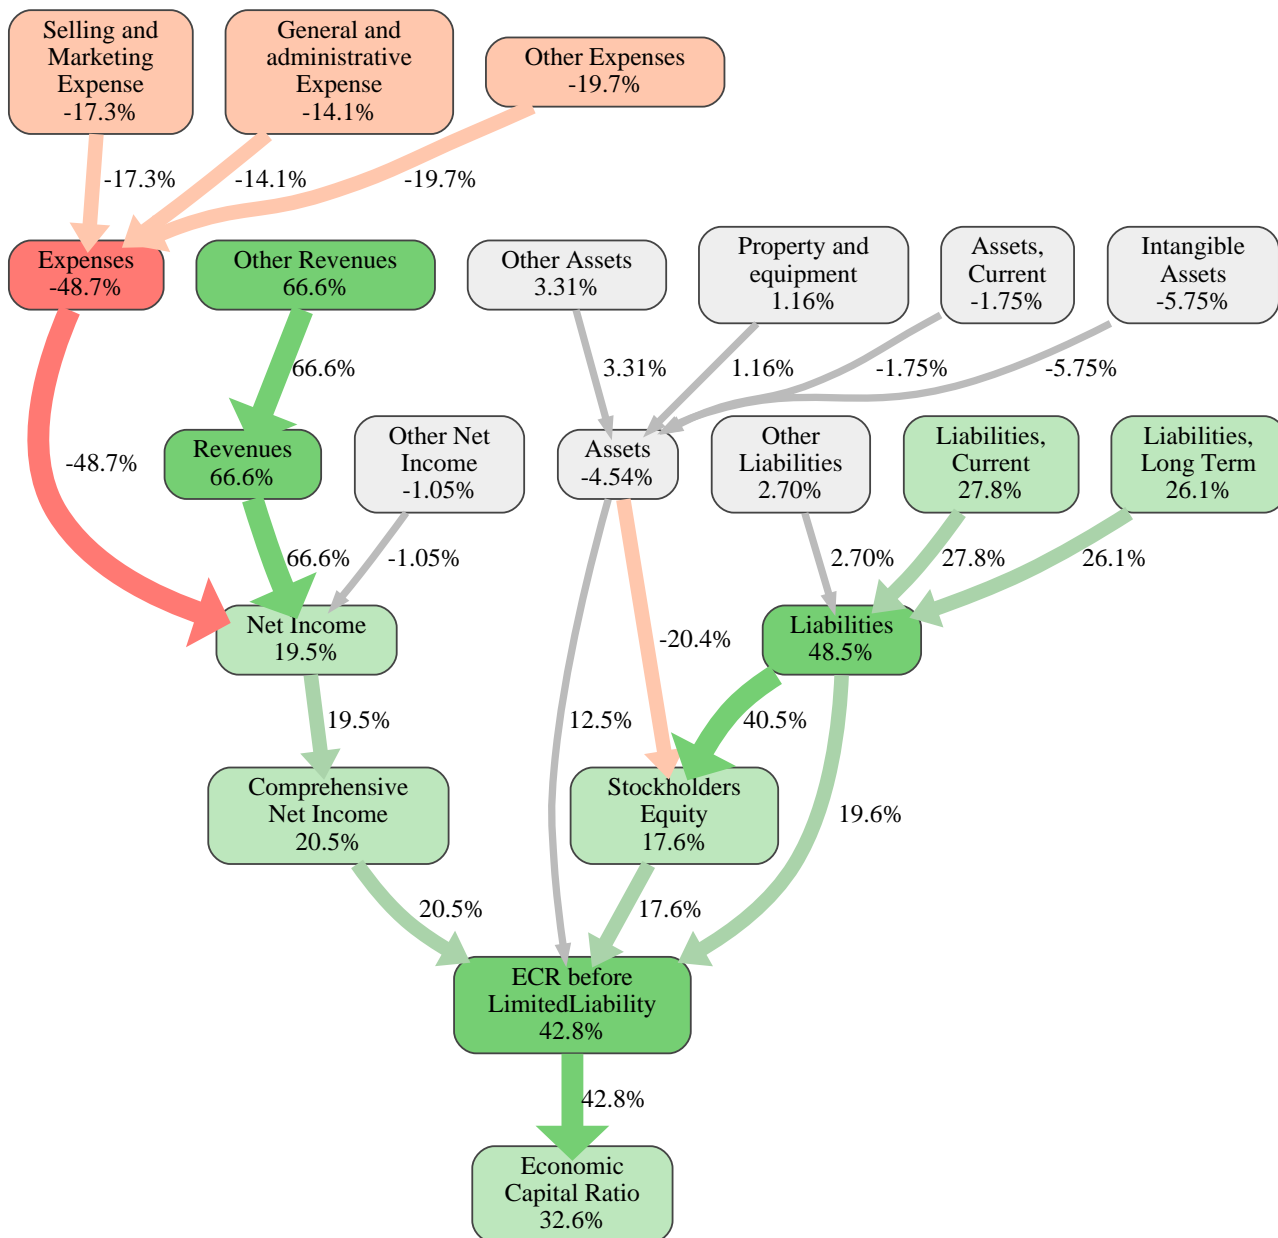 Selling and
Marketing
Expense
-17.3%
General and
administrative
Expense
-14.1%
Other Expenses
-19.7%
-17.3%
-14.1%
-19.7%
Expenses
-48.7%
Other Revenues
66.6%
Other Assets
3.31%
Property and
equipment
1.16%
Assets,
Current
-1.75%
Intangible
Assets
-5.75%
66.6%
3.31%
1.16%
-1.75%
-5.75%
-48.7%
Revenues
66.6%
Other Net
Income
-1.05%
Assets
-4.54%
Other
Liabilities
2.70%
Liabilities,
Current
27.8%
Liabilities,
Long Term
26.1%
66.6%
-1.05%
2.70%
27.8%
26.1%
Net Income
19.5%
-20.4%
Liabilities
48.5%
19.5%
12.5%
40.5%
Comprehensive
Net Income
20.5%
Stockholders
Equity
17.6%
19.6%
20.5%
17.6%
ECR before
LimitedLiability
42.8%
42.8%
Economic
Capital Ratio
32.6%